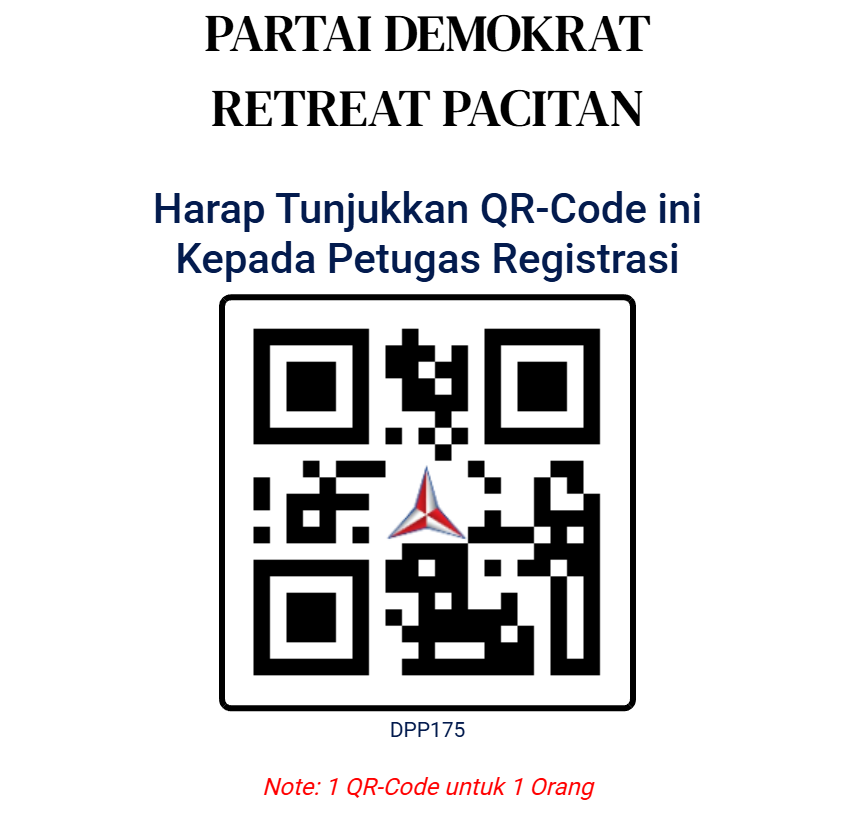 PARTAI DEMOKRAT
RETREAT PACITAN
Harap Tunjukkan QR-Code ini
Kepada Petugas Registrasi
DPP175
Note: 1 QR-Code untuk 1 Orang